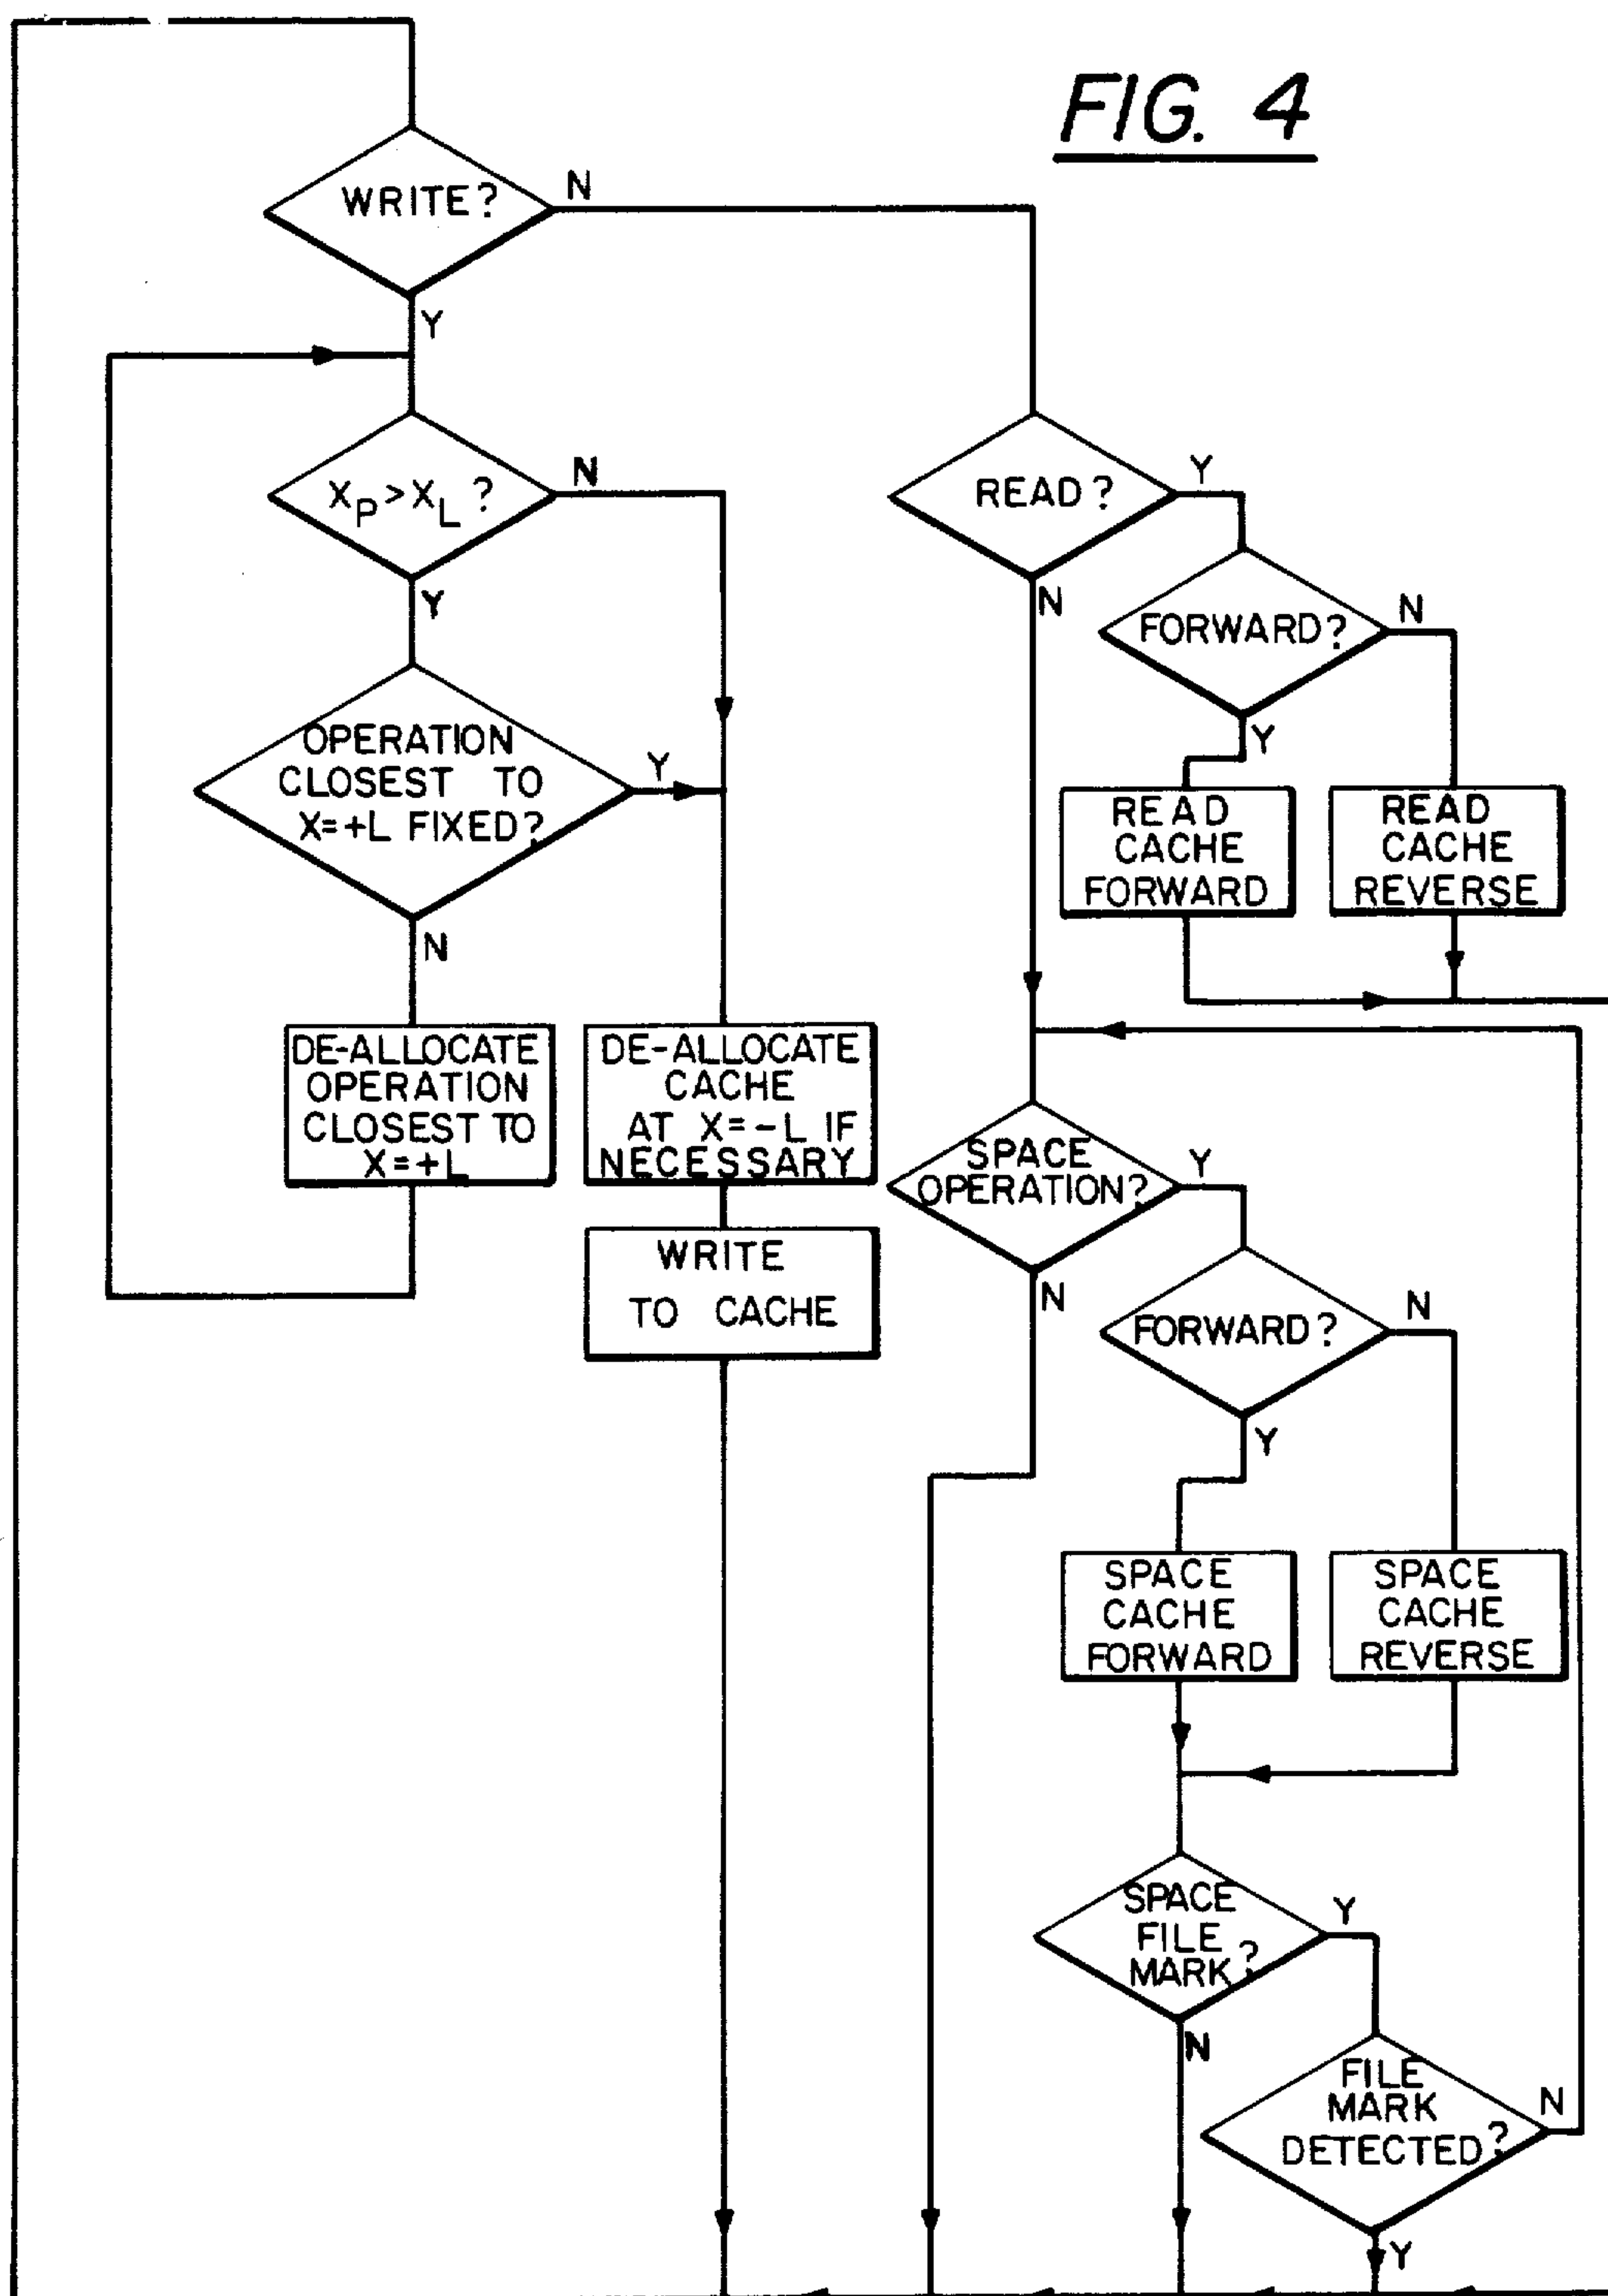 FIG. 4
WRITE?
N
Y
X_P > X_L ?
N
Y
OPERATION
CLOSEST TO
X=+L FIXED?
Y
N
DE-ALLOCATE
OPERATION
CLOSEST TO
X=+L
DE-ALLOCATE
CACHE
AT X=-L IF
NECESSARY
WRITE
TO CACHE
READ?
Y
N
FORWARD?
N
Y
READ
CACHE
FORWARD
READ
CACHE
REVERSE
SPACE
OPERATION?
Y
N
FORWARD?
N
Y
SPACE
CACHE
FORWARD
SPACE
CACHE
REVERSE
SPACE
FILE
MARK?
Y
N
FILE
MARK
DETECTED?
N
Y